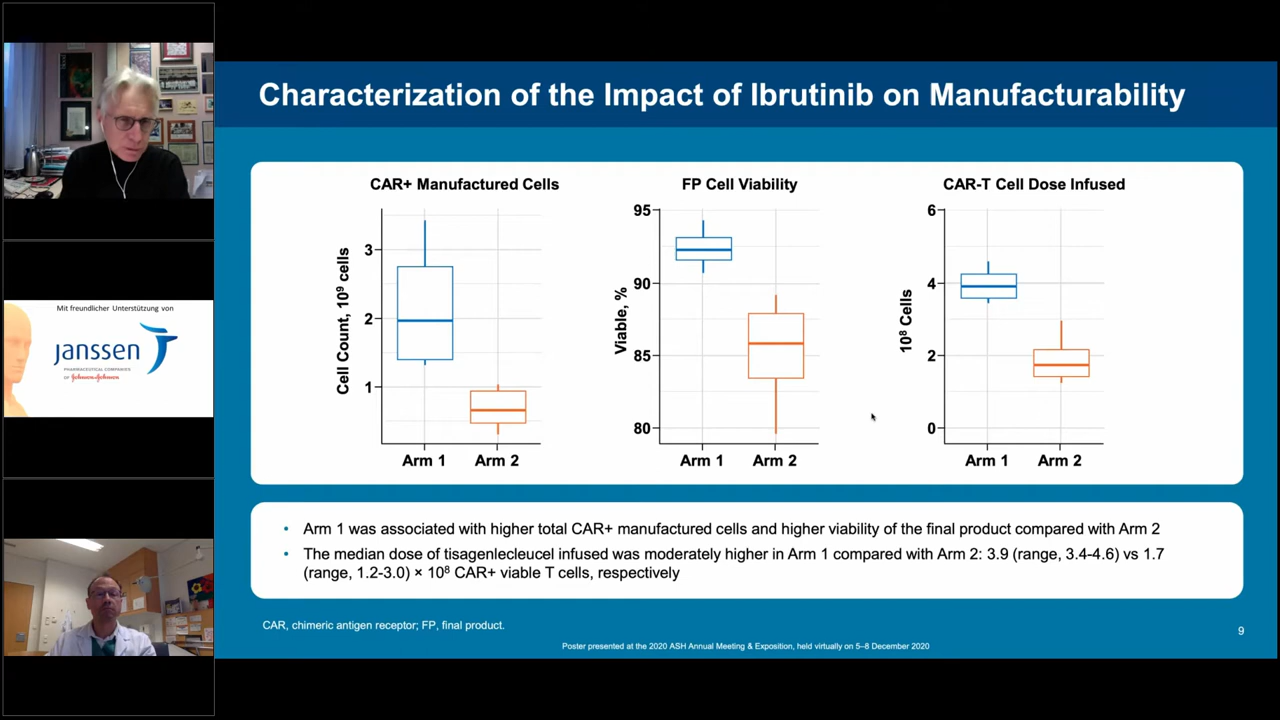 Characterization of the Impact of Ibrutinib on Manufacturability
CAR+ Manufactured Cells
Cell Count, 10⁹ cells
3
2
1
Arm 1
Arm 2
FP Cell Viability
Viable, %
95
90
85
80
Arm 1
Arm 2
CAR-T Cell Dose Infused
10⁸ Cells
6
4
2
0
Arm 1
Arm 2
Mit freundlicher Unterstützung von
janssen
PHARMACEUTICAL COMPANIES
OF Johnson & Johnson
• Arm 1 was associated with higher total CAR+ manufactured cells and higher viability of the final product compared with Arm 2
• The median dose of tisagenlecleucel infused was moderately higher in Arm 1 compared with Arm 2: 3.9 (range, 3.4-4.6) vs 1.7
(range, 1.2-3.0) × 10⁸ CAR+ viable T cells, respectively
CAR, chimeric antigen receptor; FP, final product.
9
Poster presented at the 2020 ASH Annual Meeting & Exposition, held virtually on 5–8 December 2020